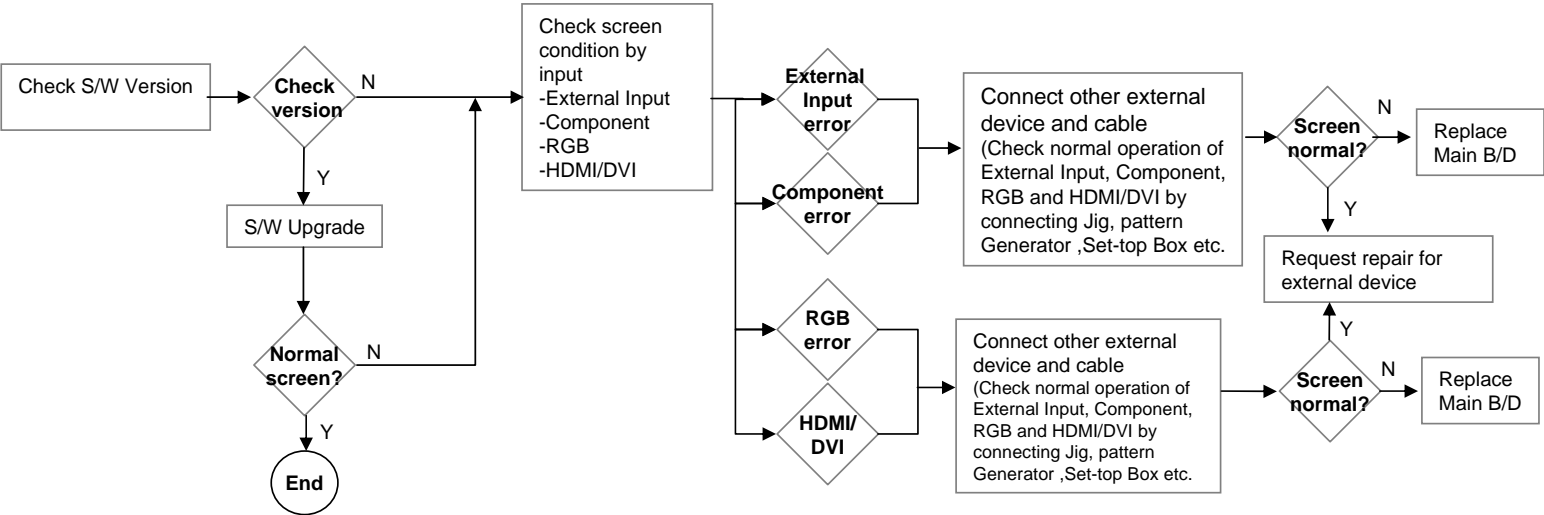 Check S/W Version
Check
version
N
Y
S/W Upgrade
Normal
screen?
N
Y
End
Check screen
condition by
input
-External Input
-Component
-RGB
-HDMI/DVI
External
Input
error
Component
error
RGB
error
HDMI/
DVI
Connect other external
device and cable
(Check normal operation of
External Input, Component,
RGB and HDMI/DVI by
connecting Jig, pattern
Generator ,Set-top Box etc.
Connect other external
device and cable
(Check normal operation of
External Input, Component,
RGB and HDMI/DVI by
connecting Jig, pattern
Generator ,Set-top Box etc.
Screen
normal?
N
Replace
Main B/D
Y
Request repair for
external device
Y
Screen
normal?
N
Replace
Main B/D